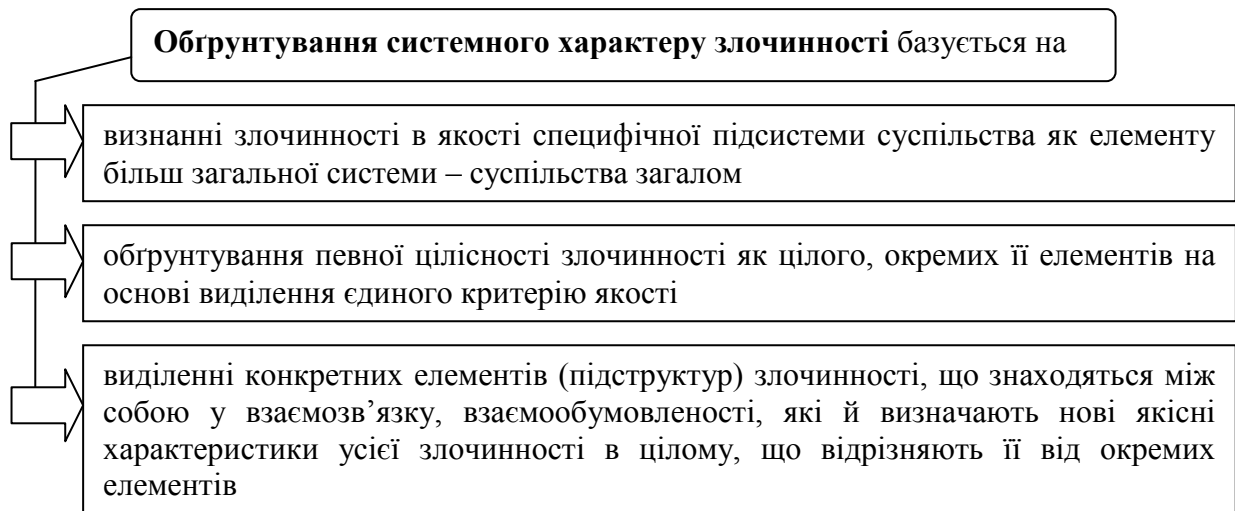 Обґрунтування системного характеру злочинності базується на
визнанні злочинності в якості специфічної підсистеми суспільства як елементу
більш загальної системи – суспільства загалом
обґрунтування певної цілісності злочинності як цілого, окремих її елементів на
основі виділення єдиного критерію якості
виділенні конкретних елементів (підструктур) злочинності, що знаходяться між
собою у взаємозв’язку, взаємообумовленості, які й визначають нові якісні
характеристики усієї злочинності в цілому, що відрізняють її від окремих
елементів